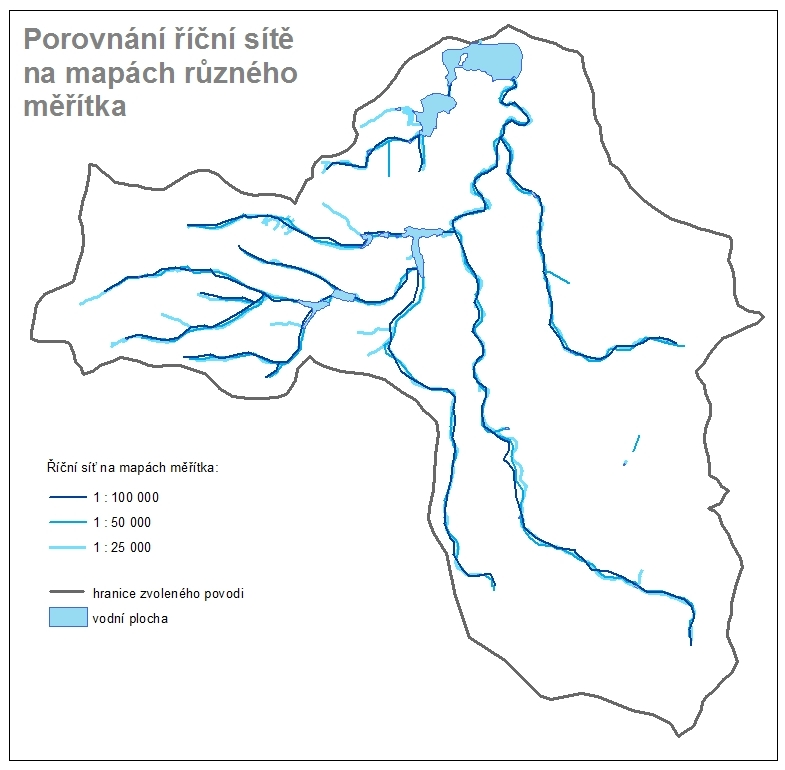 Porovnání říční sítě
na mapách různého
měřítka
Říční síť na mapách měřítka:
1 : 100 000
1 : 50 000
1 : 25 000
hranice zvoleného povodi
vodní plocha